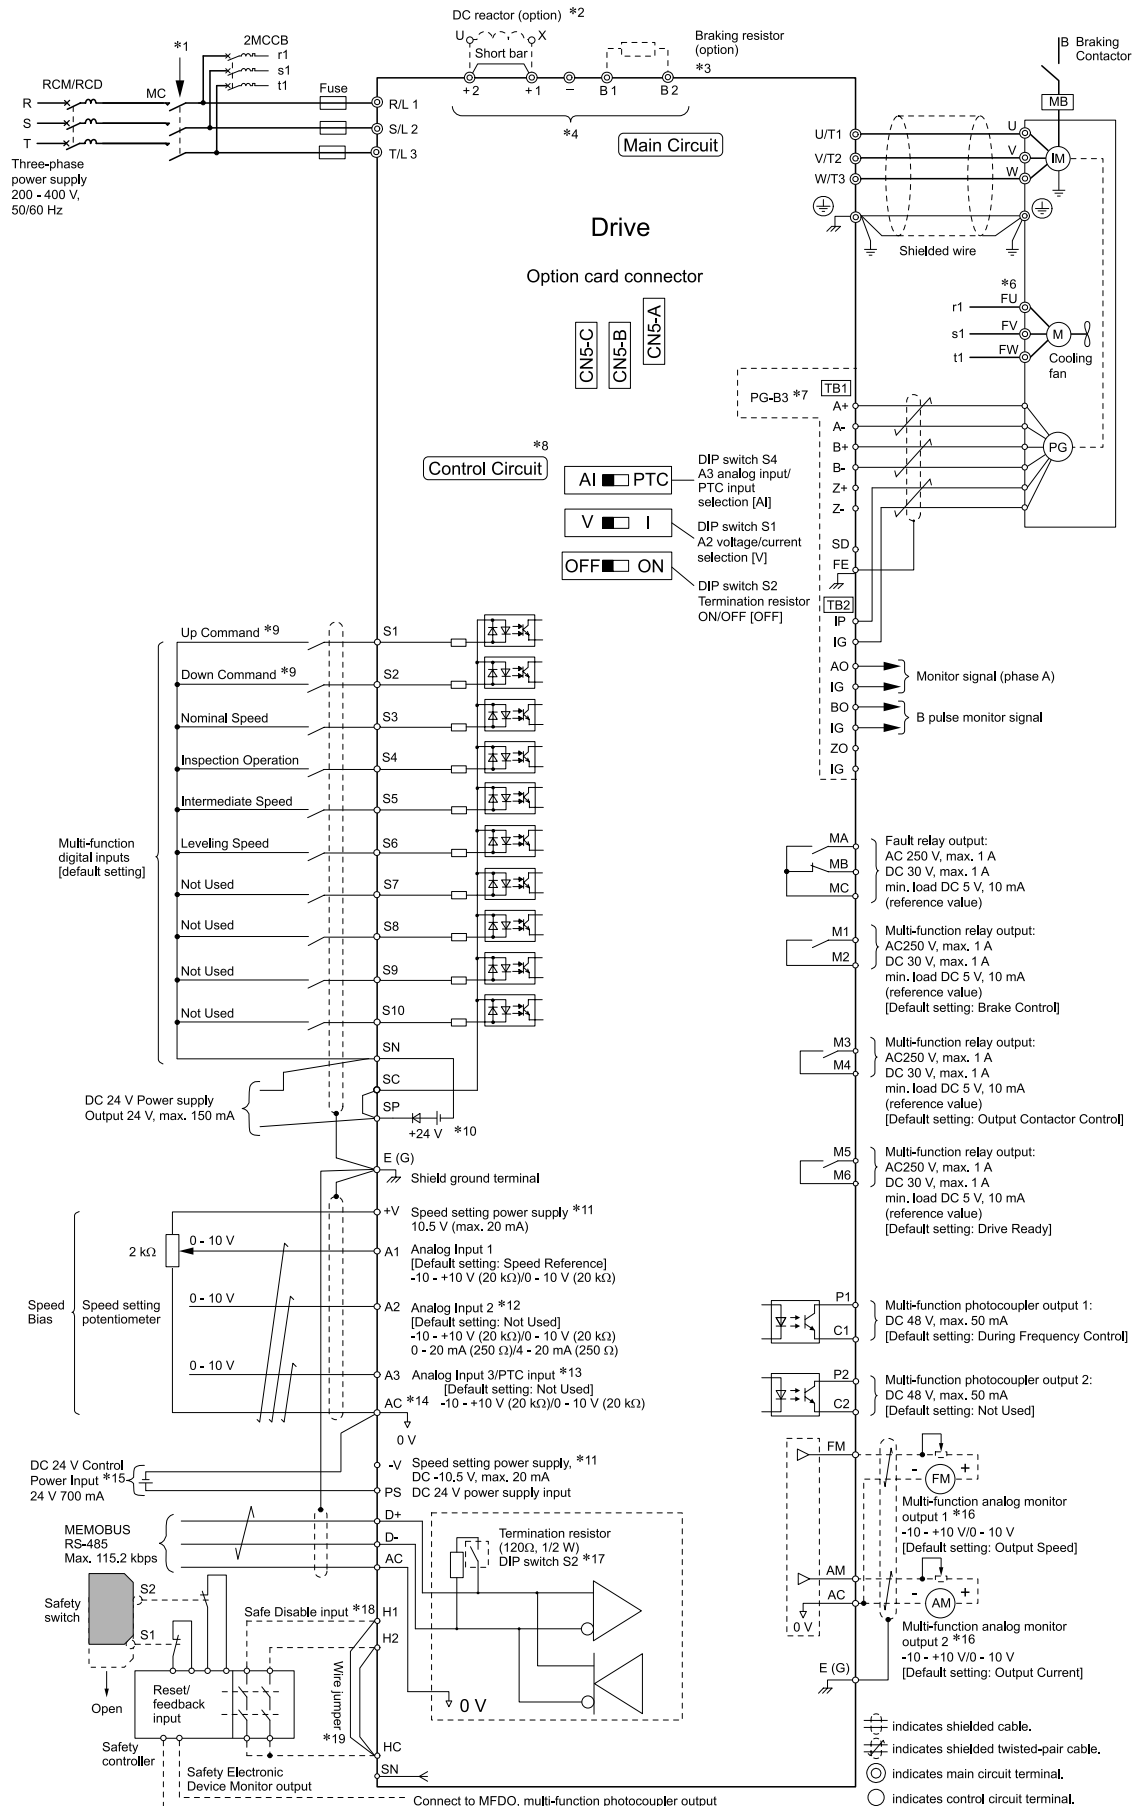 DC reactor (option) *2
U X
Short bar
Braking resistor
(option)
*3
+2 +1 − B1 B2
*4
Main Circuit
*1
2MCCB
r1
s1
t1
RCM/RCD
MC
Fuse
R
S
T
R/L 1
S/L 2
T/L 3
Three-phase
power supply
200 - 400 V,
50/60 Hz
B Braking
Contactor
MB
U/T1
V/T2
W/T3
U
V
W
IM
Shielded wire
Drive
Option card connector
CN5-C
CN5-B
CN5-A
*6
r1 FU
s1 FV
t1 FW
M
Cooling
fan
PG-B3 *7
TB1
A+
A-
B+
B-
Z+
Z-
SD
FE
PG
TB2
IP
IG
AO
IG
BO
IG
ZO
IG
Monitor signal (phase A)
B pulse monitor signal
*8
Control Circuit
AI PTC
DIP switch S4
A3 analog input/
PTC input
selection [AI]
V I
DIP switch S1
A2 voltage/current
selection [V]
OFF ON
DIP switch S2
Termination resistor
ON/OFF [OFF]
Multi-function
digital inputs
[default setting]
Up Command *9 S1
Down Command *9 S2
Nominal Speed S3
Inspection Operation S4
Intermediate Speed S5
Leveling Speed S6
Not Used S7
Not Used S8
Not Used S9
Not Used S10
SN
SC
SP
DC 24 V Power supply
Output 24 V, max. 150 mA
+24 V *10
E (G)
Shield ground terminal
MA
MB
MC
Fault relay output:
AC 250 V, max. 1 A
DC 30 V, max. 1 A
min. load DC 5 V, 10 mA
(reference value)
M1
M2
Multi-function relay output:
AC250 V, max. 1 A
DC 30 V, max. 1 A
min. load DC 5 V, 10 mA
(reference value)
[Default setting: Brake Control]
M3
M4
Multi-function relay output:
AC250 V, max. 1 A
DC 30 V, max. 1 A
min. load DC 5 V, 10 mA
(reference value)
[Default setting: Output Contactor Control]
M5
M6
Multi-function relay output:
AC250 V, max. 1 A
DC 30 V, max. 1 A
min. load DC 5 V, 10 mA
(reference value)
[Default setting: Drive Ready]
Speed
Bias
Speed setting
potentiometer
2 kΩ
+V Speed setting power supply *11
10.5 V (max. 20 mA)
0 - 10 V
A1 Analog Input 1
[Default setting: Speed Reference]
-10 - +10 V (20 kΩ)/0 - 10 V (20 kΩ)
0 - 10 V
A2 Analog Input 2 *12
[Default setting: Not Used]
-10 - +10 V (20 kΩ)/0 - 10 V (20 kΩ)
0 - 20 mA (250 Ω)/4 - 20 mA (250 Ω)
0 - 10 V
A3 Analog Input 3/PTC input *13
[Default setting: Not Used]
AC *14 -10 - +10 V (20 kΩ)/0 - 10 V (20 kΩ)
0 V
P1
C1
Multi-function photocoupler output 1:
DC 48 V, max. 50 mA
[Default setting: During Frequency Control]
P2
C2
Multi-function photocoupler output 2:
DC 48 V, max. 50 mA
[Default setting: Not Used]
DC 24 V Control
Power Input *15
24 V 700 mA
-V Speed setting power supply, *11
DC -10.5 V, max. 20 mA
PS DC 24 V power supply input
MEMOBUS
RS-485
Max. 115.2 kbps
D+
D-
AC
Termination resistor
(120Ω, 1/2 W)
DIP switch S2 *17
0 V
FM
- FM +
Multi-function analog monitor
output 1 *16
-10 - +10 V/0 - 10 V
[Default setting: Output Speed]
AM
AC
0 V
- AM +
Multi-function analog monitor
output 2 *16
-10 - +10 V/0 - 10 V
[Default setting: Output Current]
E (G)
Safety
switch
S2
S1
Open
Safe Disable input *18
H1
H2
Wire jumper
*19
HC
SN
Reset/
feedback
input
Safety
controller
Safety Electronic
Device Monitor output
Connect to MFDO, multi-function photocoupler output
indicates shielded cable.
indicates shielded twisted-pair cable.
indicates main circuit terminal.
indicates control circuit terminal.